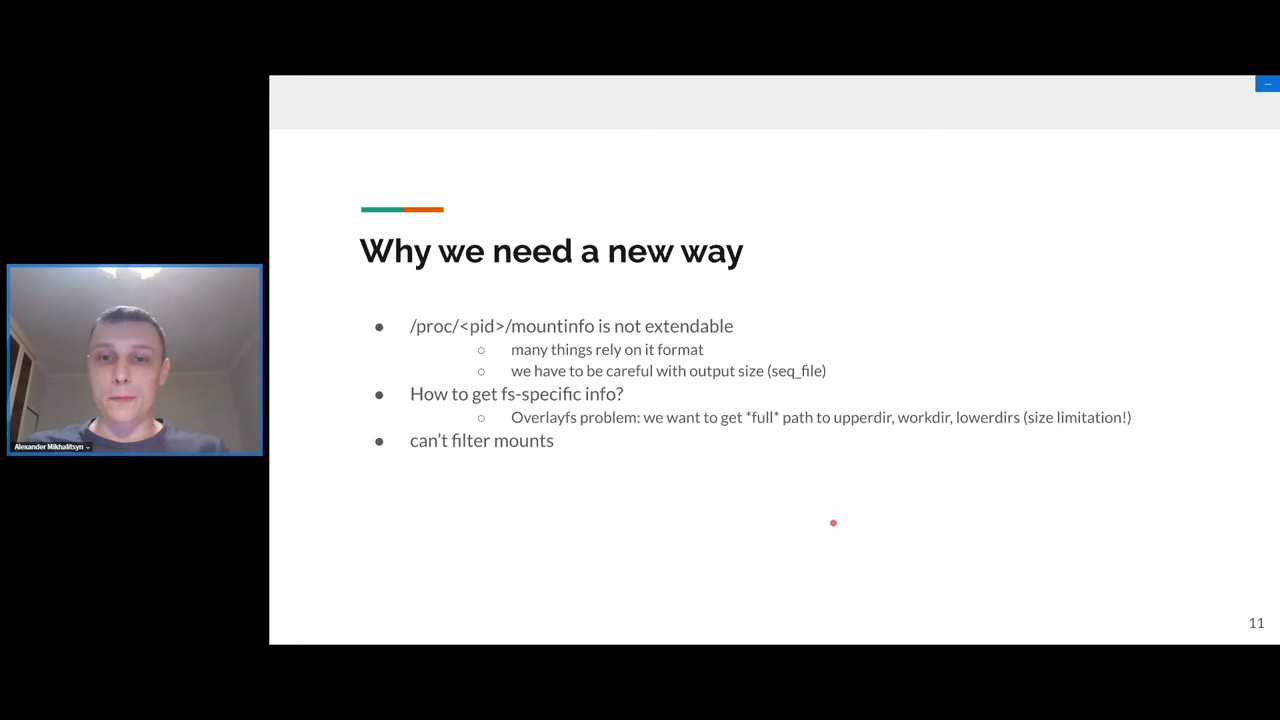 Why we need a new way
● /proc/<pid>/mountinfo is not extendable
○ many things rely on it format
○ we have to be careful with output size (seq_file)
● How to get fs-specific info?
○ Overlayfs problem: we want to get *full* path to upperdir, workdir, lowerdirs (size limitation!)
● can't filter mounts
Alexander Mikhalitsyn
11